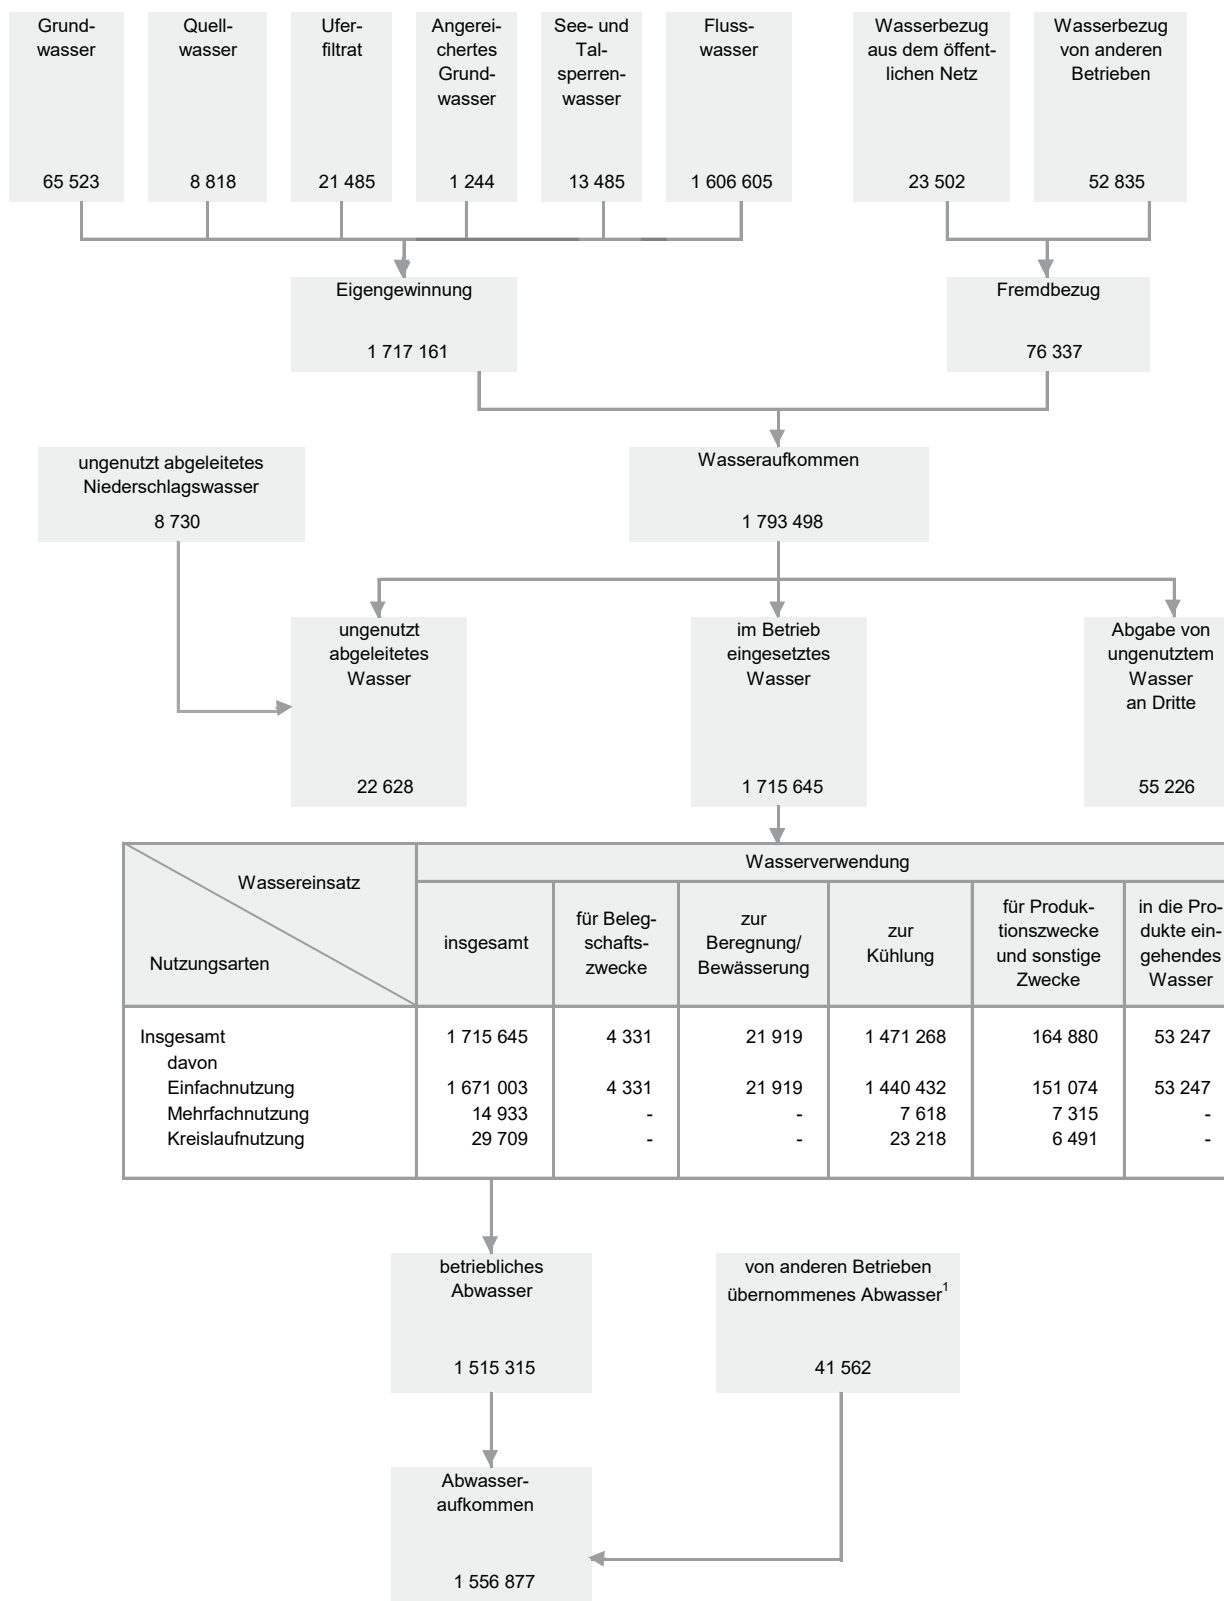 Grund-
wasser
65 523
Quell-
wasser
8 818
Ufer-
filtrat
21 485
Angerei-
chertes
Grund-
wasser
1 244
See- und
Tal-
sperren-
wasser
13 485
Fluss-
wasser
1 606 605
Wasserbezug
aus dem öffent-
lichen Netz
23 502
Wasserbezug
von anderen
Betrieben
52 835
Eigengewinnung
1 717 161
Fremdbezug
76 337
ungenutzt abgeleitetes
Niederschlagswasser
8 730
Wasseraufkommen
1 793 498
ungenutzt
abgeleitetes
Wasser
22 628
im Betrieb
eingesetztes
Wasser
1 715 645
Abgabe von
ungenutztem
Wasser
an Dritte
55 226
Wassereinsatz
Nutzungsarten
Wasserverwendung
insgesamt
für Beleg-
schafts-
zwecke
zur
Beregnung/
Bewässerung
zur
Kühlung
für Produk-
tionszwecke
und sonstige
Zwecke
in die Pro-
dukte ein-
gehendes
Wasser
Insgesamt 1 715 645 4 331 21 919 1 471 268 164 880 53 247
davon
Einfachnutzung 1 671 003 4 331 21 919 1 440 432 151 074 53 247
Mehrfachnutzung 14 933 - - 7 618 7 315 -
Kreislaufnutzung 29 709 - - 23 218 6 491 -
betriebliches
Abwasser
1 515 315
von anderen Betrieben
übernommenes Abwasser1
41 562
Abwasser-
aufkommen
1 556 877